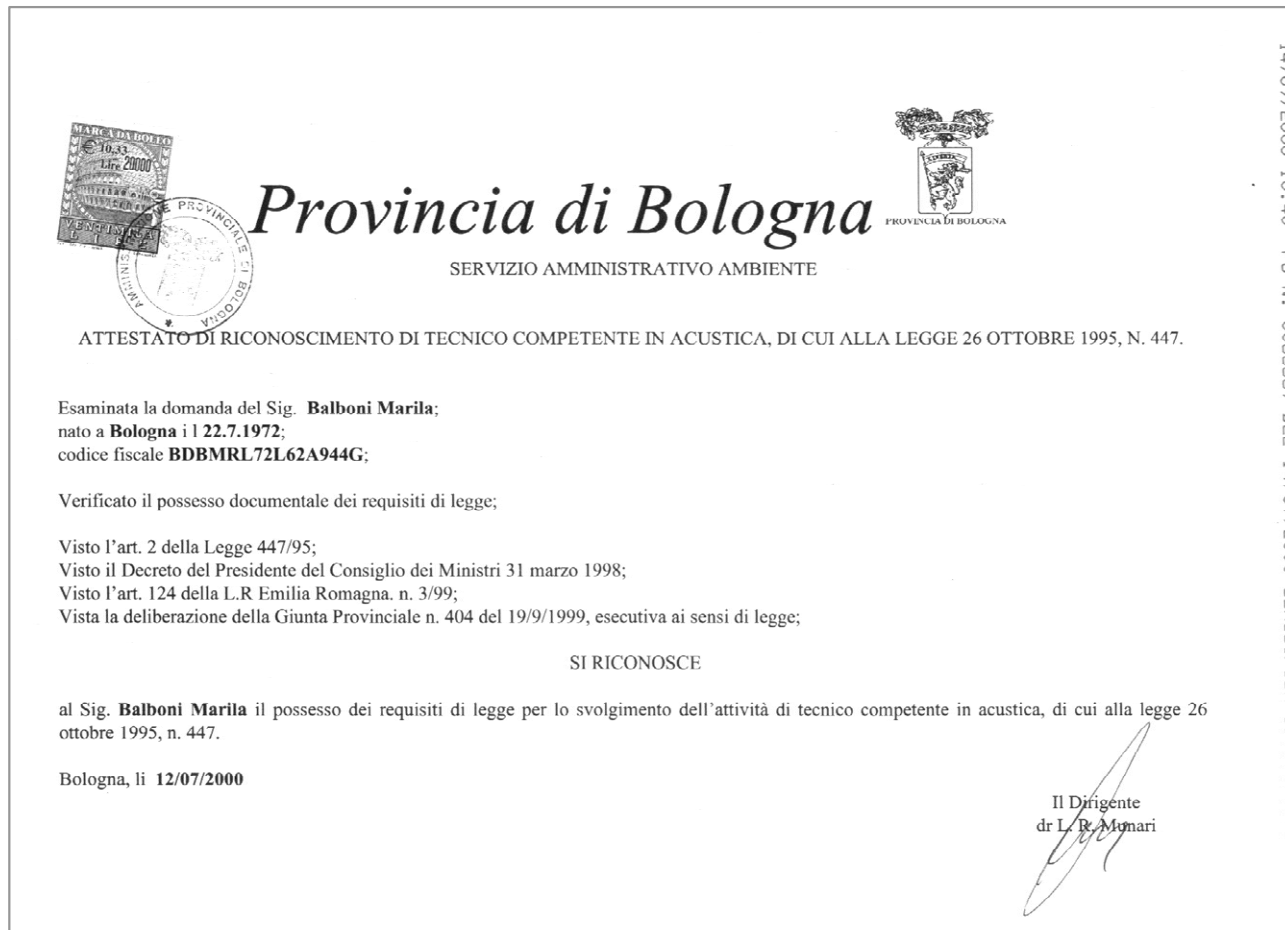 MARCA DA BOLLO
€ 10,33
Lire 20000
VENTIMILA
LIRE
AMMINISTRAZIONE PROVINCIALE DI BOLOGNA
Provincia di Bologna
PROVINCIA DI BOLOGNA
SERVIZIO AMMINISTRATIVO AMBIENTE
ATTESTATO DI RICONOSCIMENTO DI TECNICO COMPETENTE IN ACUSTICA, DI CUI ALLA LEGGE 26 OTTOBRE 1995, N. 447.
Esaminata la domanda del Sig. Balboni Marila;
nato a Bologna i l 22.7.1972;
codice fiscale BDBMRL72L62A944G;
Verificato il possesso documentale dei requisiti di legge;
Visto l'art. 2 della Legge 447/95;
Visto il Decreto del Presidente del Consiglio dei Ministri 31 marzo 1998;
Visto l'art. 124 della L.R Emilia Romagna. n. 3/99;
Vista la deliberazione della Giunta Provinciale n. 404 del 19/9/1999, esecutiva ai sensi di legge;
SI RICONOSCE
al Sig. Balboni Marila il possesso dei requisiti di legge per lo svolgimento dell'attività di tecnico competente in acustica, di cui alla legge 26
ottobre 1995, n. 447.
Bologna, li 12/07/2000
Il Dirigente
dr L. R. Munari